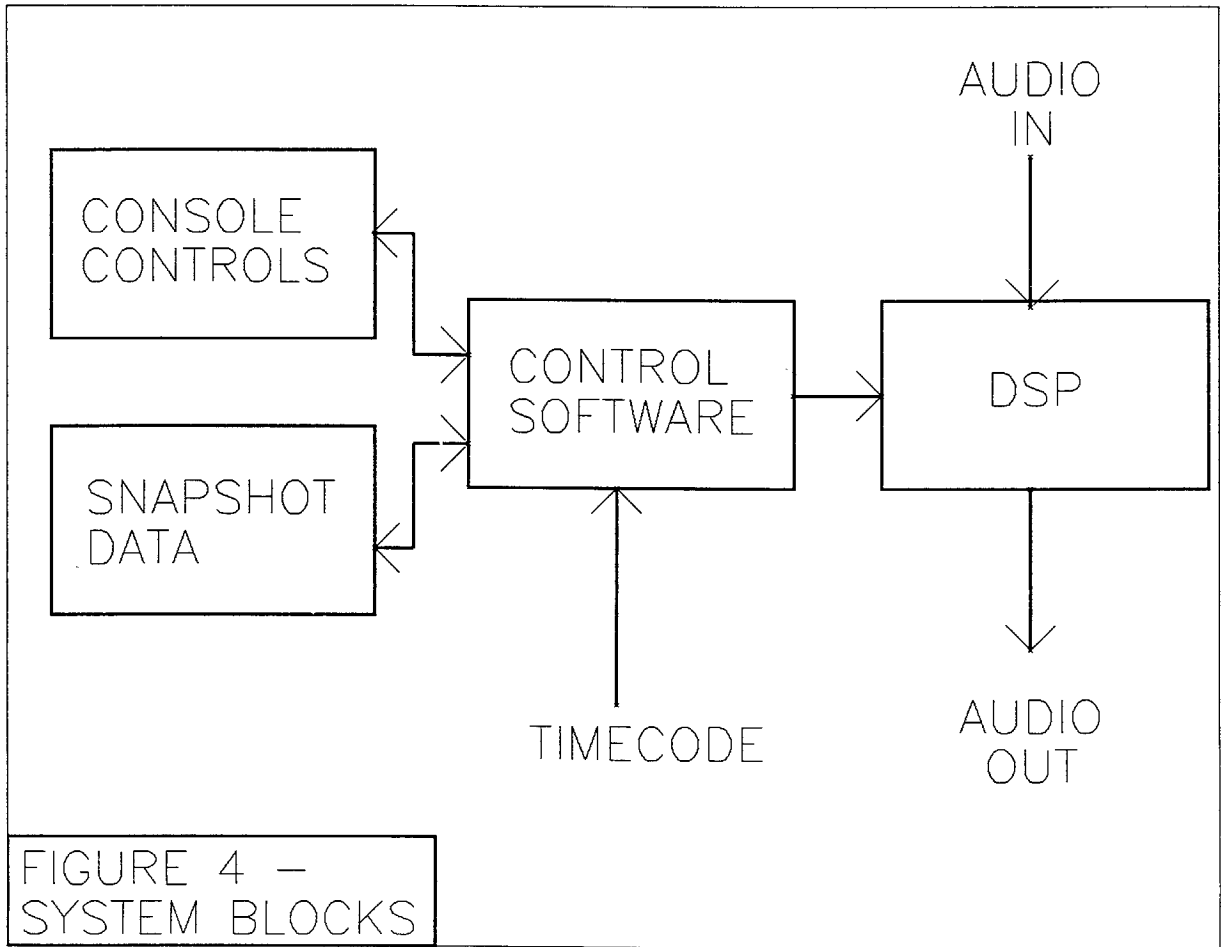 AUDIO
IN
CONSOLE
CONTROLS
CONTROL
SOFTWARE
DSP
SNAPSHOT
DATA
TIMECODE
AUDIO
OUT
FIGURE 4 –
SYSTEM BLOCKS